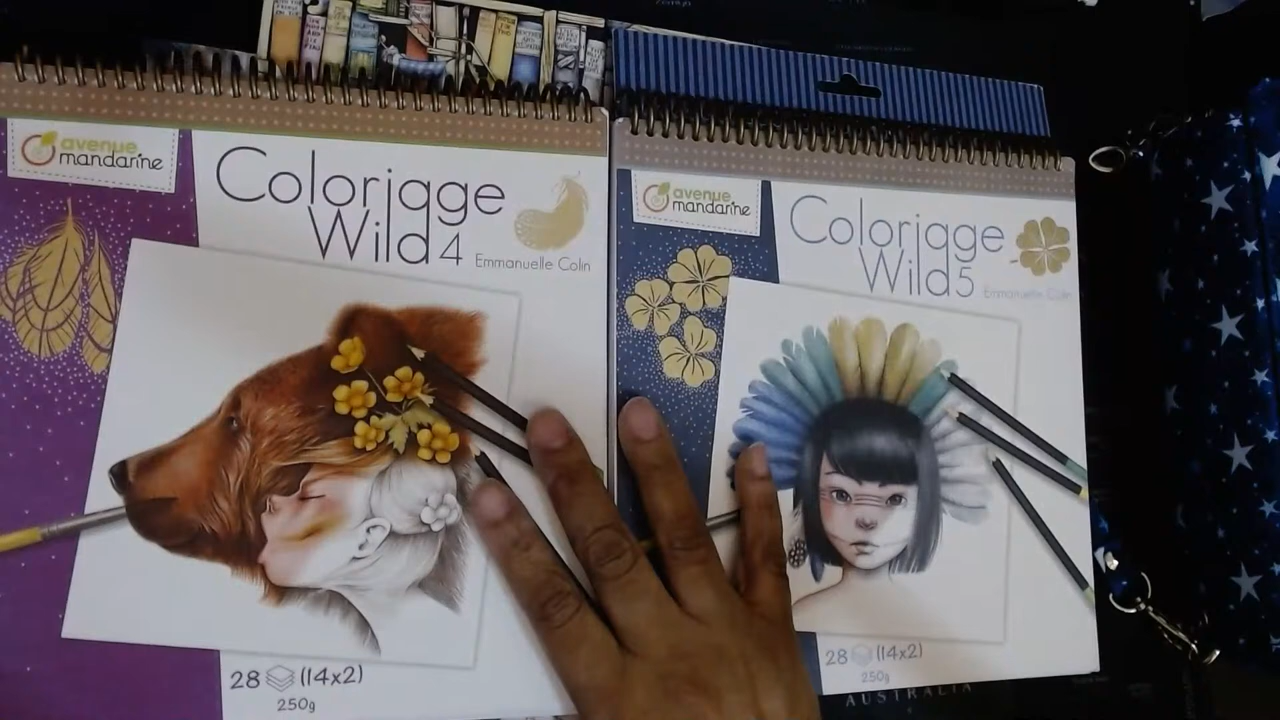 avenue
mandarine
Coloriage
Wild 4
Emmanuelle Colin
28 (14x2)
250g
avenue
mandarine
Coloriage
Wild 5
Emmanuelle Colin
28 (14x2)
250g
AUSTRALIA